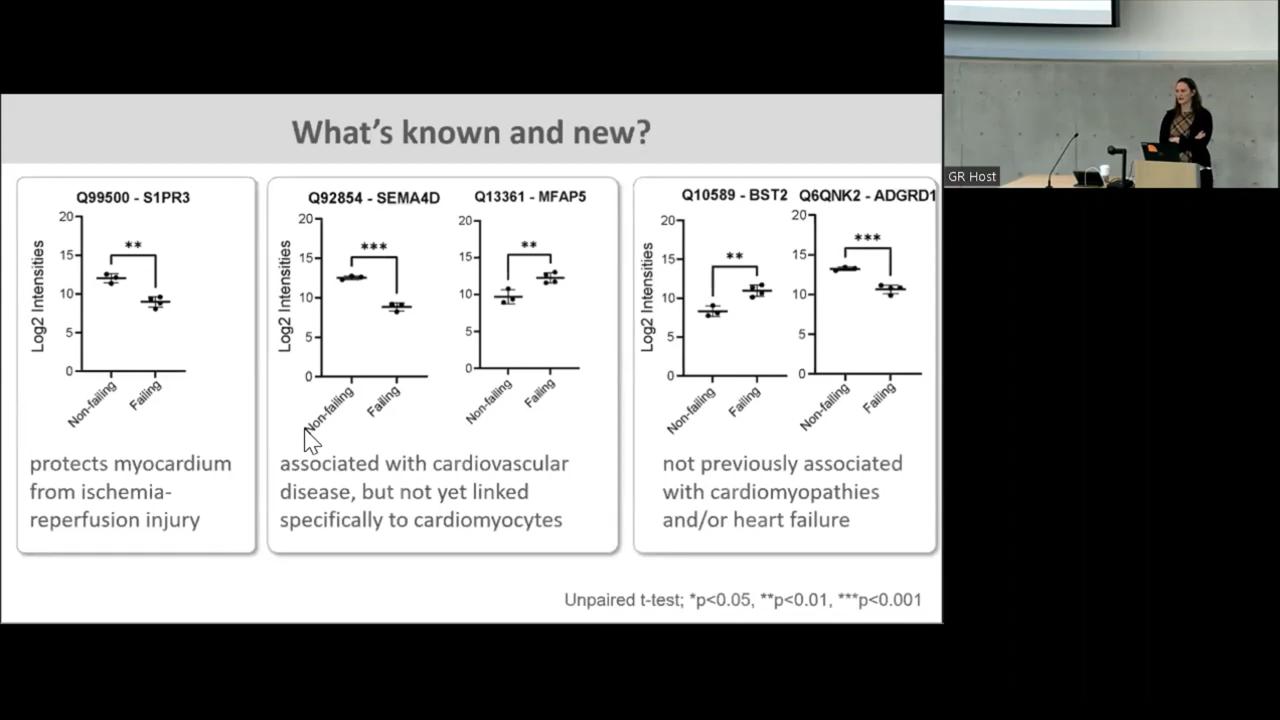 What's known and new?
Q99500 - S1PR3
20
15
10
5
0
Log2 Intensities
**
Non-failing
Failing
protects myocardium
from ischemia-
reperfusion injury
Q92854 - SEMA4D
20
15
10
5
0
Log2 Intensities
***
Non-failing
Failing
Q13361 - MFAP5
20
15
10
5
0
**
Non-failing
Failing
associated with cardiovascular
disease, but not yet linked
specifically to cardiomyocytes
Q10589 - BST2
20
15
10
5
0
Log2 Intensities
**
Non-failing
Failing
Q6QNK2 - ADGRD1
20
15
10
5
0
***
Non-failing
Failing
not previously associated
with cardiomyopathies
and/or heart failure
Unpaired t-test; *p<0.05, **p<0.01, ***p<0.001
GR Host